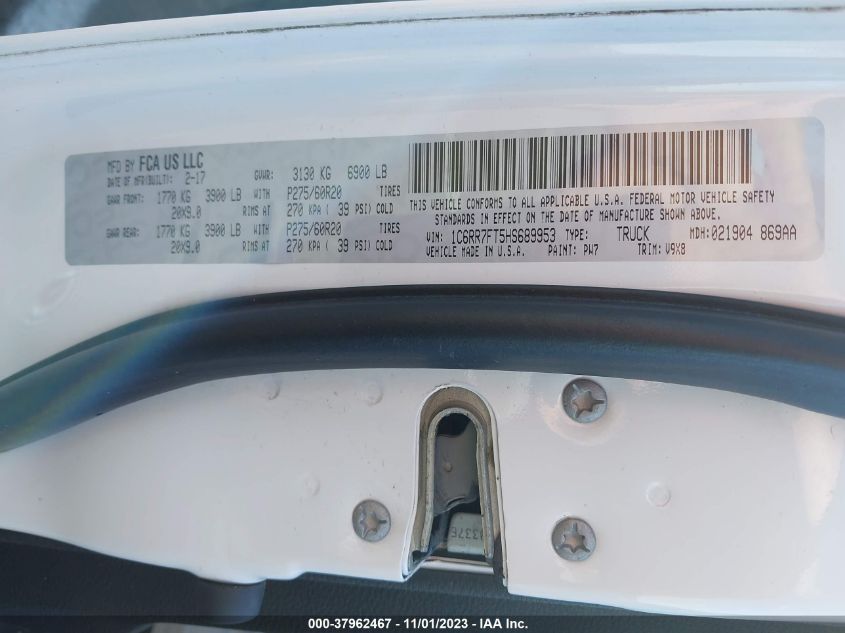 MFD BY FCA US LLC
DATE OF MFR(BUILT): 2-17 GVWR: 3130 KG 6900 LB
GAWR FRONT: 1770 KG 3900 LB WITH P275/60R20 TIRES
20X9.0 RIMS AT 270 KPA ( 39 PSI) COLD
GAWR REAR: 1770 KG 3900 LB WITH P275/60R20 TIRES
20X9.0 RIMS AT 270 KPA ( 39 PSI) COLD
THIS VEHICLE CONFORMS TO ALL APPLICABLE U.S.A. FEDERAL MOTOR VEHICLE SAFETY
STANDARDS IN EFFECT ON THE DATE OF MANUFACTURE SHOWN ABOVE.
VIN: 1C6RR7FT5HS689953 TYPE: TRUCK MDH: 021904 869AA
VEHICLE MADE IN U.S.A. PAINT: PW7 TRIM: V9X8
000-37962467 - 11/01/2023 - IAA Inc.